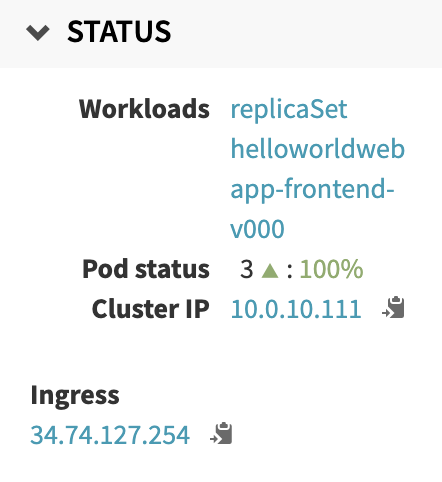 STATUS
Workloads replicaSet
helloworldweb
app-frontend-
v000
Pod status 3 ▲ : 100%
Cluster IP 10.0.10.111
Ingress
34.74.127.254